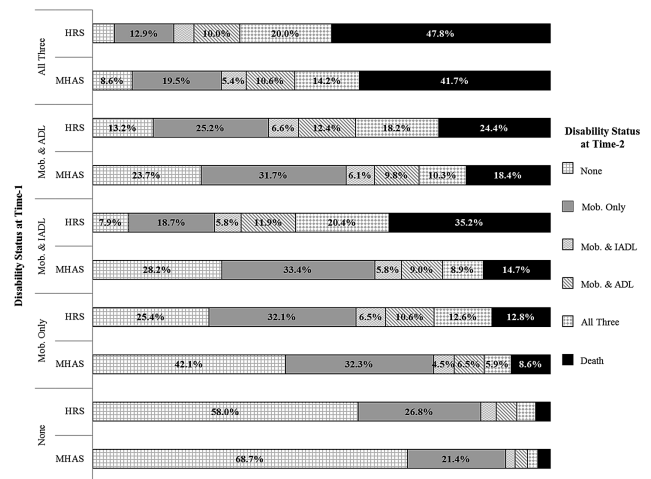 Disability Status at Time-1
All Three
HRS
12.9% 10.0% 20.0% 47.8%
MHAS
8.6% 19.5% 5.4% 10.6% 14.2% 41.7%
Mob. & ADL
HRS
13.2% 25.2% 6.6% 12.4% 18.2% 24.4%
MHAS
23.7% 31.7% 6.1% 9.8% 10.3% 18.4%
Mob. & IADL
HRS
7.9% 18.7% 5.8% 11.9% 20.4% 35.2%
MHAS
28.2% 33.4% 5.8% 9.0% 8.9% 14.7%
Mob. Only
HRS
25.4% 32.1% 6.5% 10.6% 12.6% 12.8%
MHAS
42.1% 32.3% 4.5% 6.5% 5.9% 8.6%
None
HRS
58.0% 26.8%
MHAS
68.7% 21.4%
Disability Status
at Time-2
None
Mob. Only
Mob. & IADL
Mob. & ADL
All Three
Death